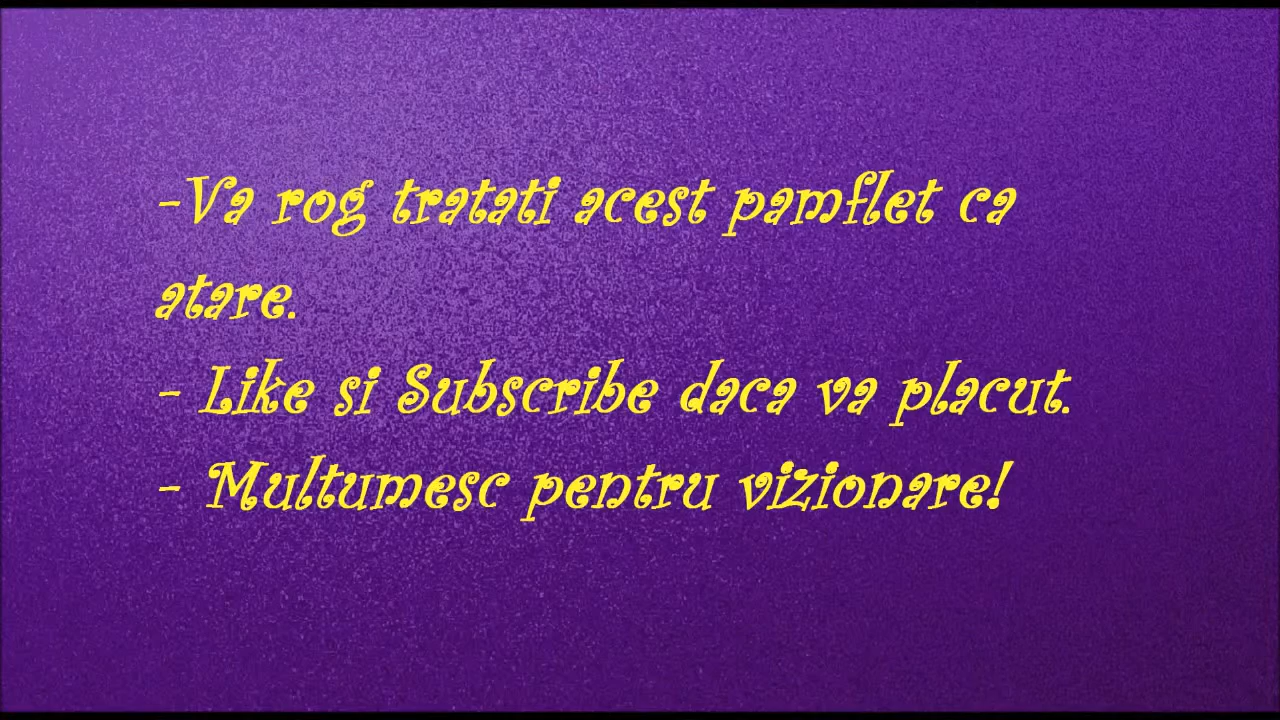 -Va rog tratati acest pamflet ca
atare.
- Like si Subscribe daca va placut.
- Multumesc pentru vizionare!